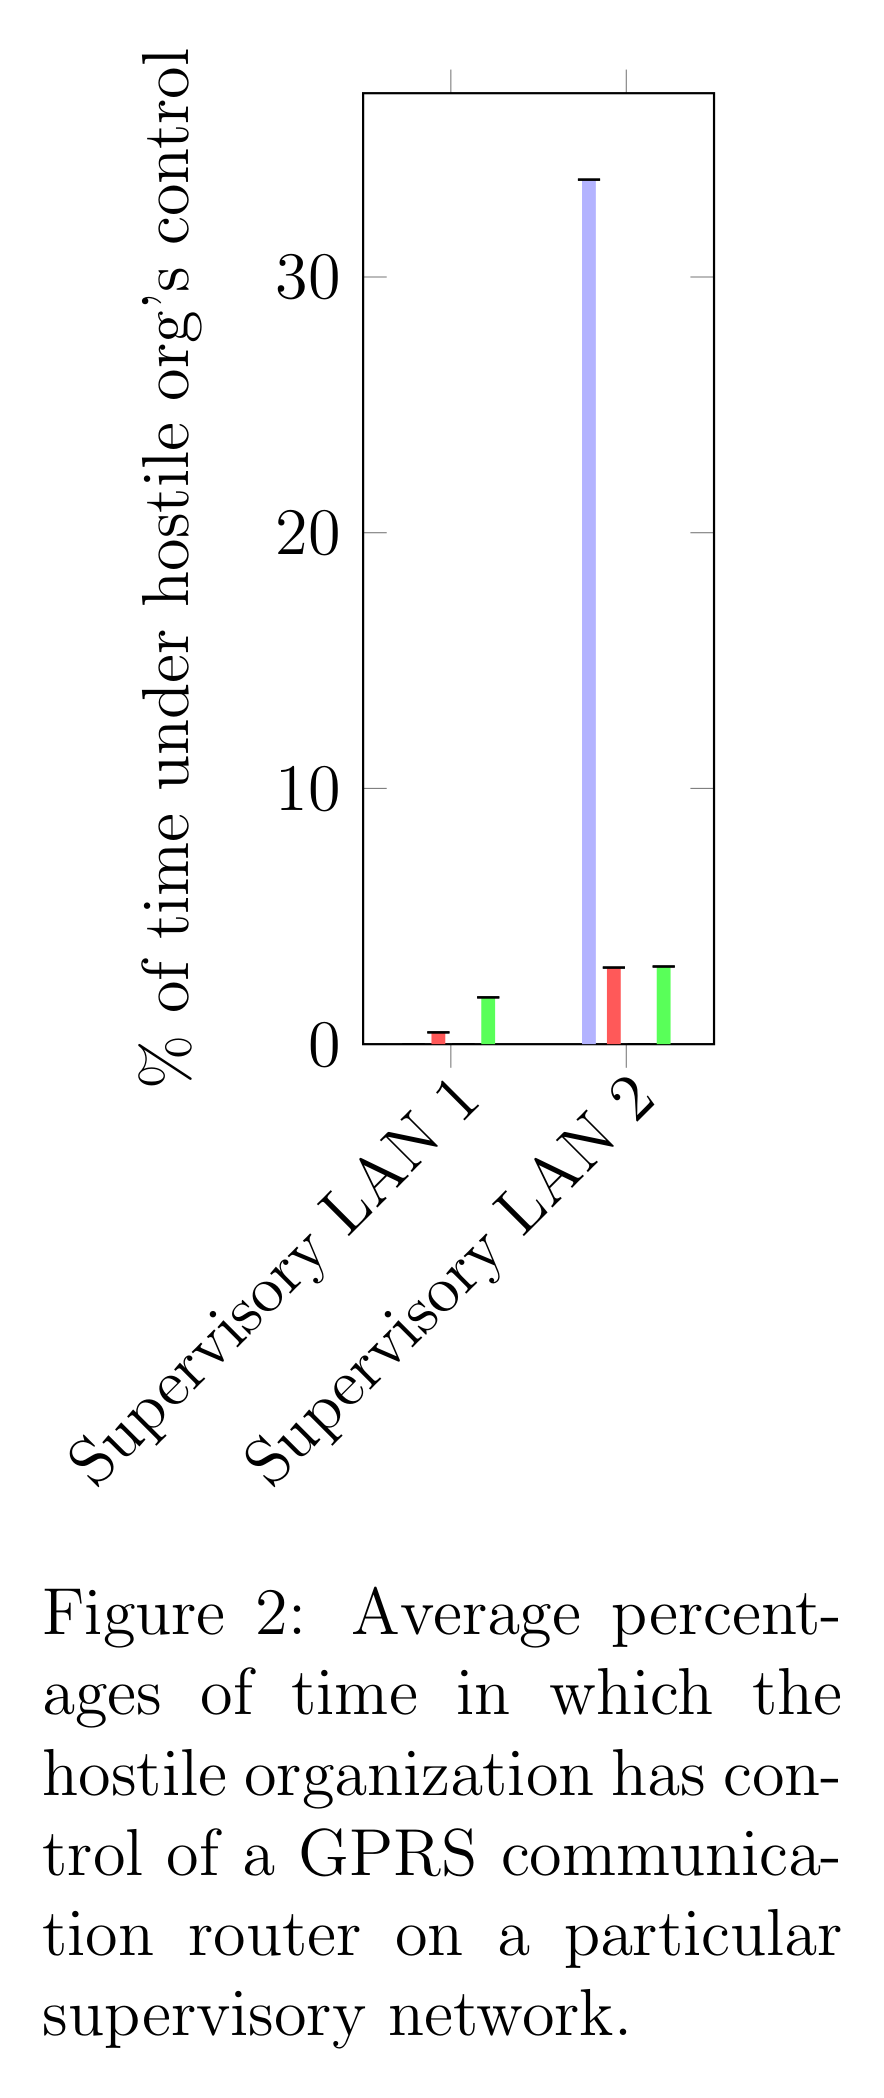 % of time under hostile org's control
30
20
10
0
Supervisory LAN 1
Supervisory LAN 2
Figure 2: Average percent-
ages of time in which the
hostile organization has con-
trol of a GPRS communica-
tion router on a particular
supervisory network.